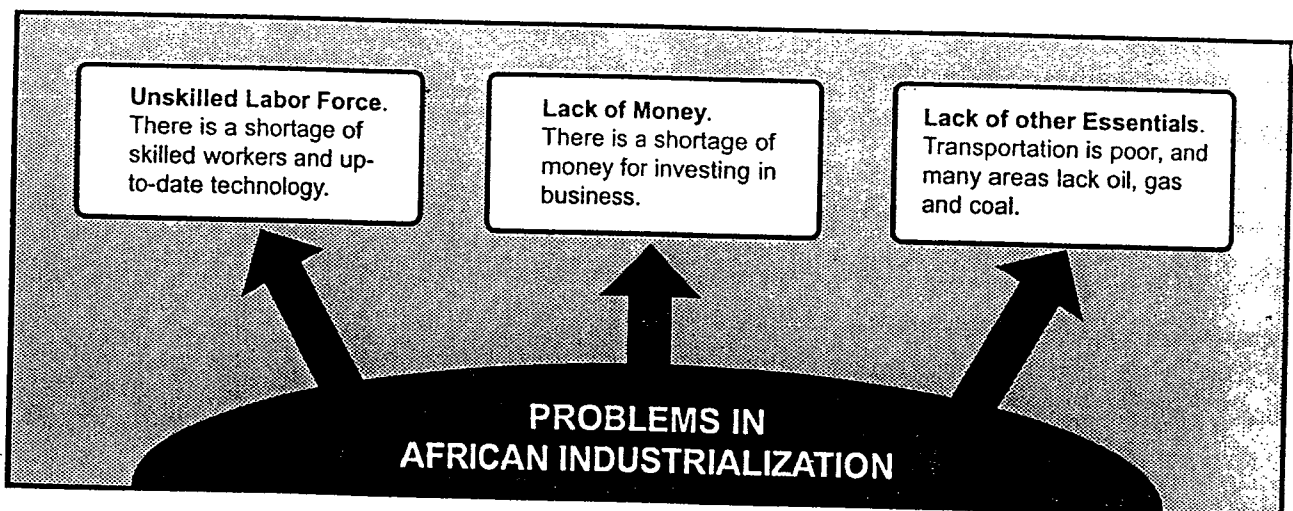 Unskilled Labor Force.
There is a shortage of
skilled workers and up-
to-date technology.
Lack of Money.
There is a shortage of
money for investing in
business.
Lack of other Essentials.
Transportation is poor, and
many areas lack oil, gas
and coal.
PROBLEMS IN
AFRICAN INDUSTRIALIZATION